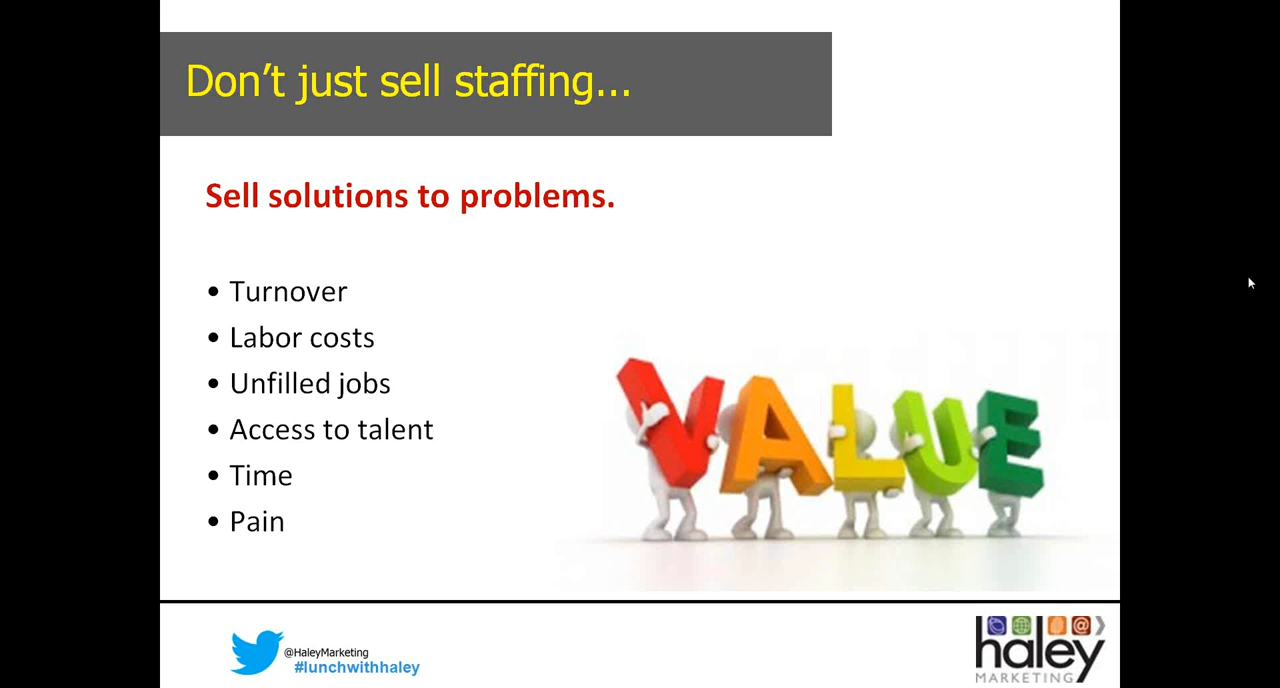 Don't just sell staffing...
Sell solutions to problems.
• Turnover
• Labor costs
• Unfilled jobs
• Access to talent
• Time
• Pain
VALUE
@HaleyMarketing
#lunchwithhaley
haley
MARKETING